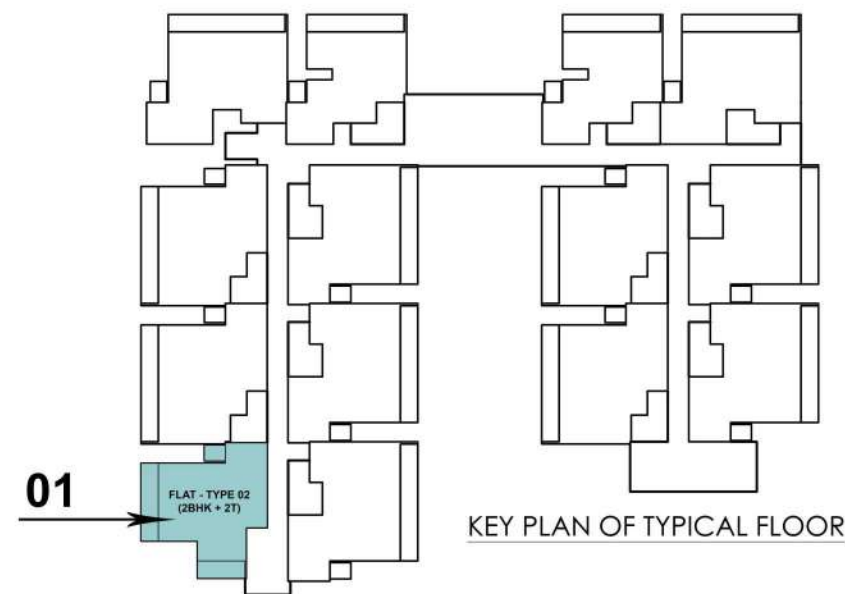 01
FLAT - TYPE 02
(2BHK + 2T)
KEY PLAN OF TYPICAL FLOOR